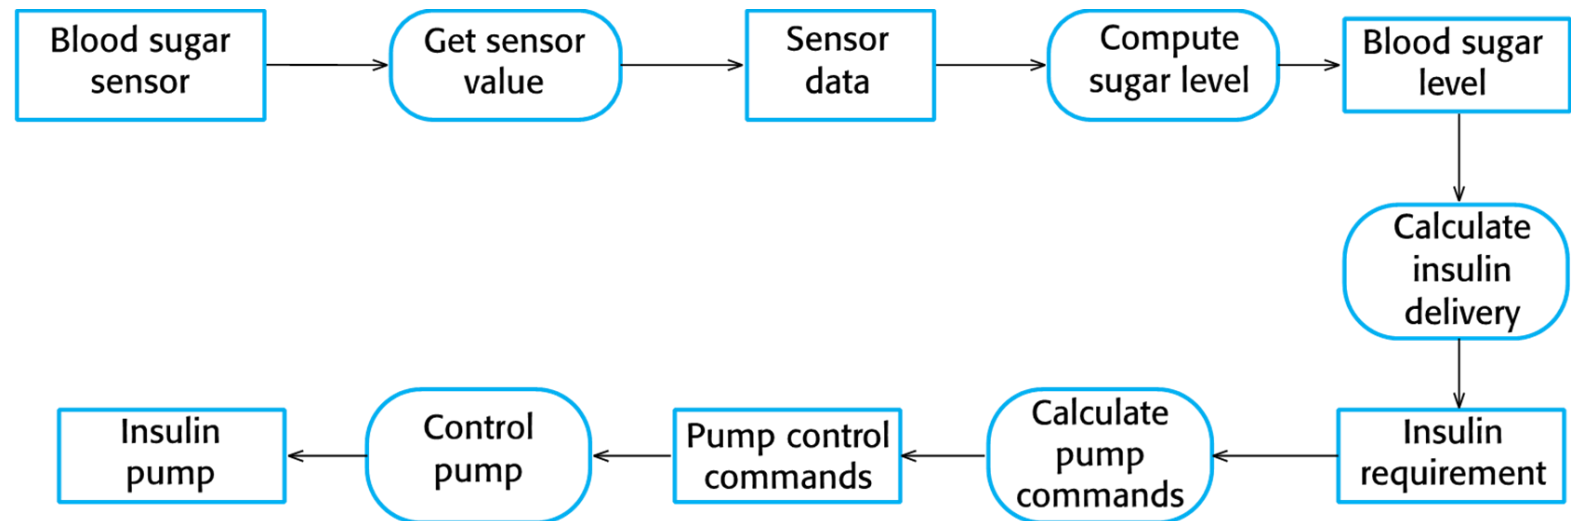 Blood sugar
sensor
Get sensor
value
Sensor
data
Compute
sugar level
Blood sugar
level
Calculate
insulin
delivery
Insulin
requirement
Calculate
pump
commands
Pump control
commands
Control
pump
Insulin
pump